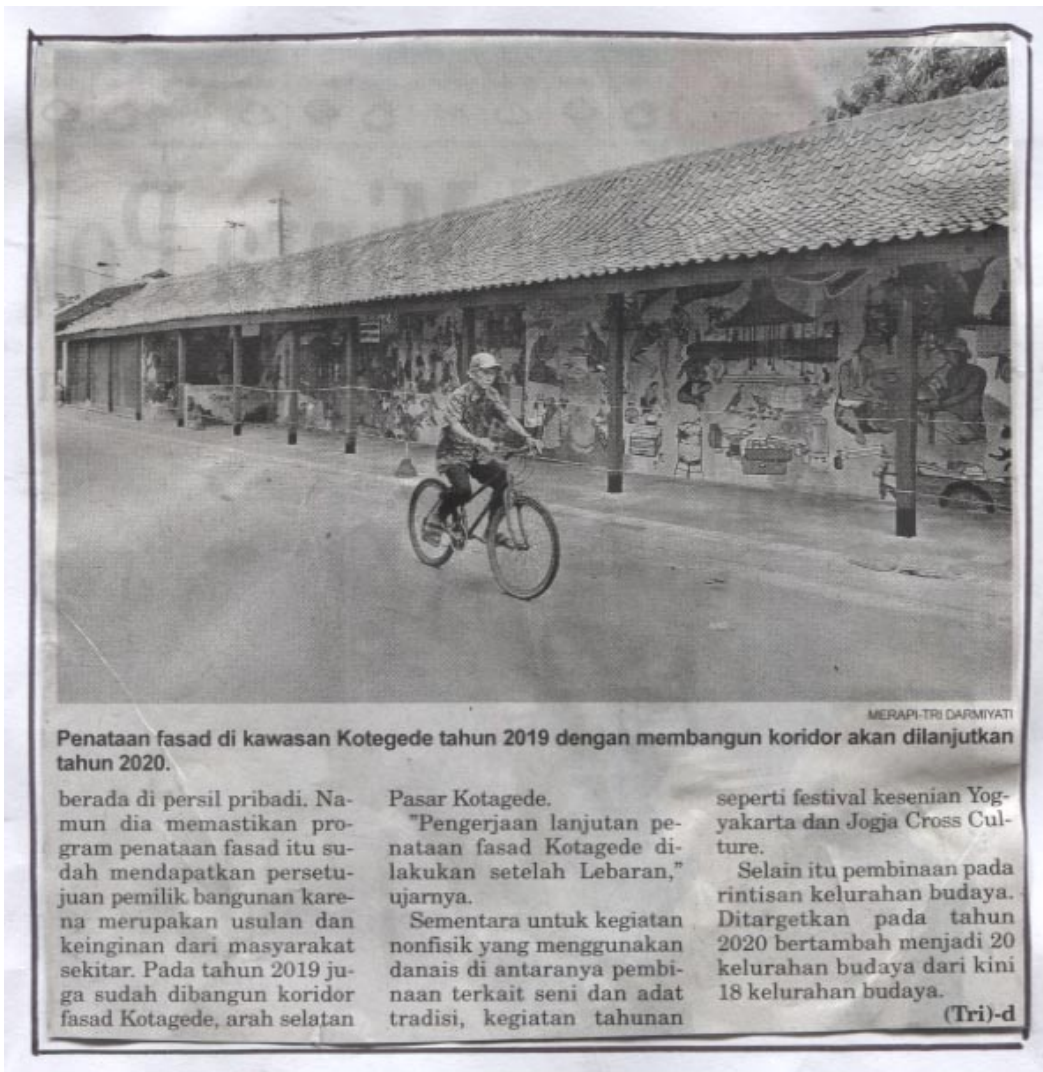 MERAPI-TRI DARMIYATI
Penataan fasad di kawasan Kotegede tahun 2019 dengan membangun koridor akan dilanjutkan
tahun 2020.
berada di persil pribadi. Na-
mun dia memastikan pro-
gram penataan fasad itu su-
dah mendapatkan persetu-
juan pemilik bangunan kare-
na merupakan usulan dan
keinginan dari masyarakat
sekitar. Pada tahun 2019 ju-
ga sudah dibangun koridor
fasad Kotagede, arah selatan
Pasar Kotagede.
"Pengerjaan lanjutan pe-
nataan fasad Kotagede di-
lakukan setelah Lebaran,"
ujarnya.
Sementara untuk kegiatan
nonfisik yang menggunakan
danais di antaranya pembi-
naan terkait seni dan adat
tradisi, kegiatan tahunan
seperti festival kesenian Yog-
yakarta dan Jogja Cross Cul-
ture.
Selain itu pembinaan pada
rintisan kelurahan budaya.
Ditargetkan pada tahun
2020 bertambah menjadi 20
kelurahan budaya dari kini
18 kelurahan budaya.
(Tri)-d